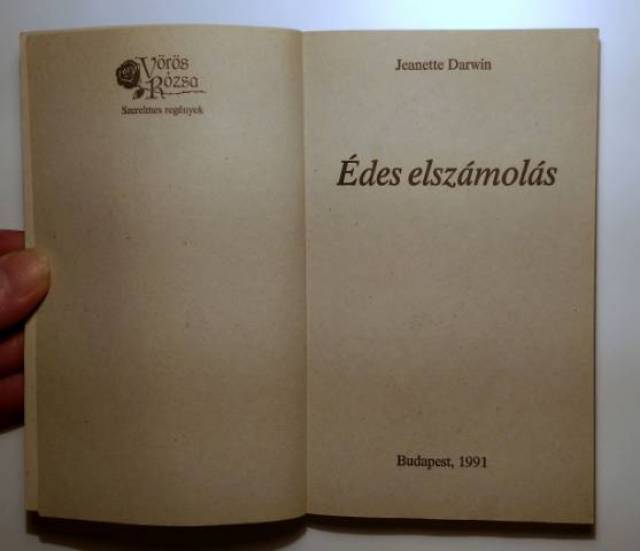 Vörös
Rózsa
Szerelmes regények
Jeanette Darwin
Édes elszámolás
Budapest, 1991